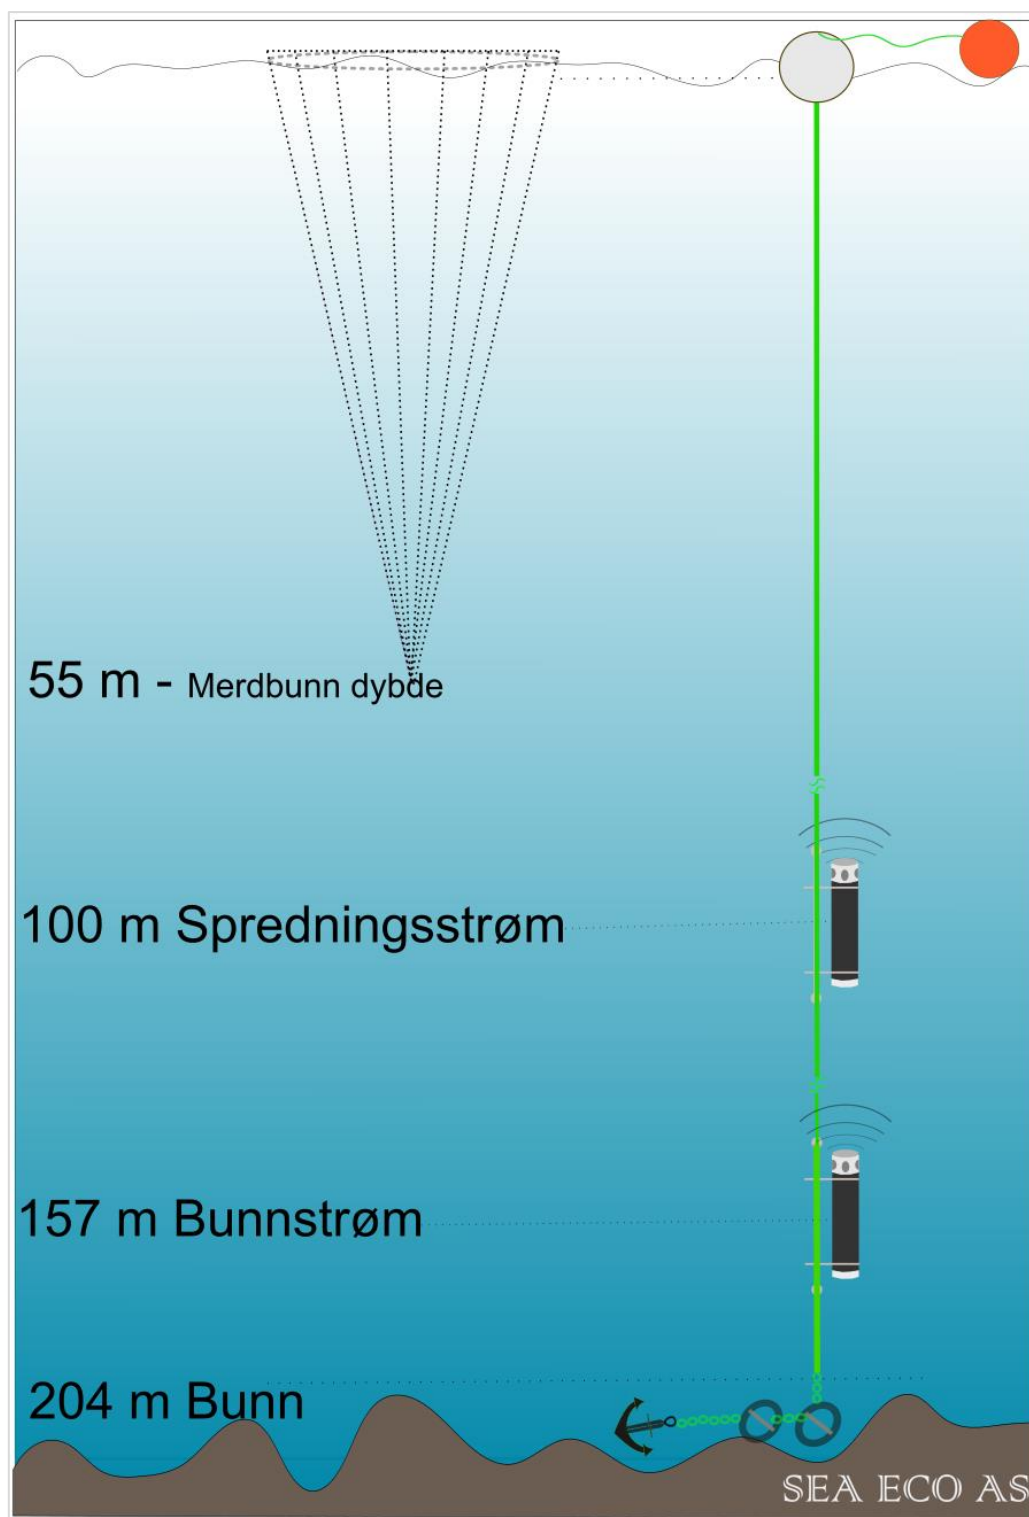 55 m - Merdbunn dybde
100 m Spredningsstrøm
157 m Bunnstrøm
204 m Bunn
SEA ECO AS